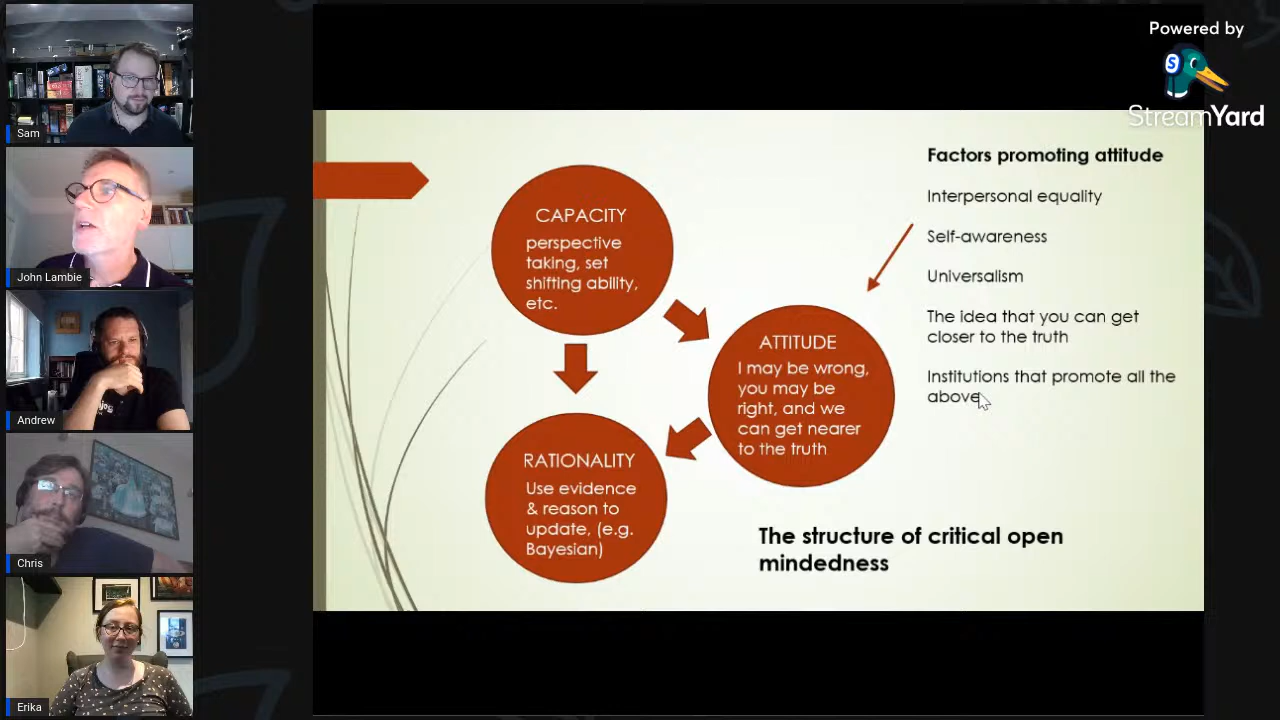 Powered by
StreamYard
Sam
John Lambie
Andrew
Chris
Erika
CAPACITY
perspective
taking, set
shifting ability,
etc.
ATTITUDE
I may be wrong,
you may be
right, and we
can get nearer
to the truth
RATIONALITY
Use evidence
& reason to
update, (e.g.
Bayesian)
Factors promoting attitude
Interpersonal equality
Self-awareness
Universalism
The idea that you can get
closer to the truth
Institutions that promote all the
above
The structure of critical open
mindedness